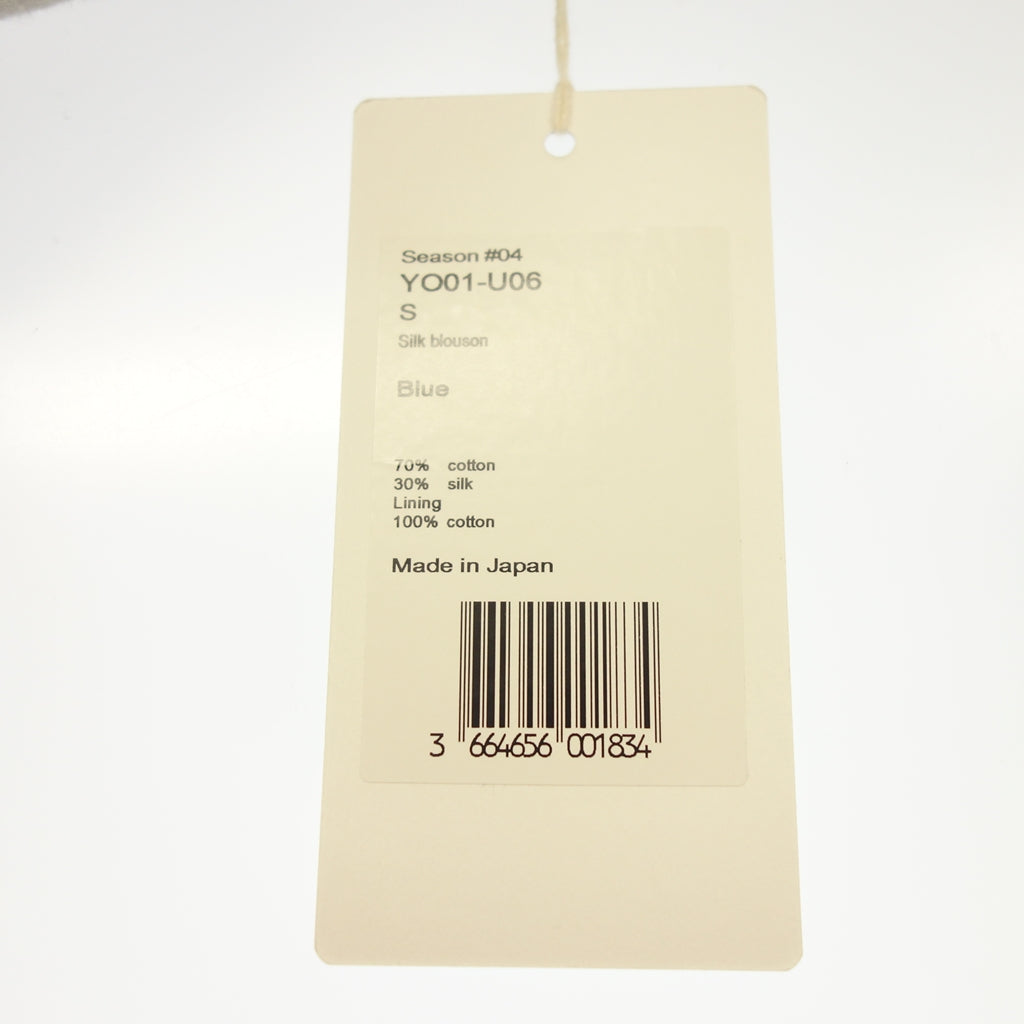 Season #04
YO01-U06
S
Silk blouson
Blue
70% cotton
30% silk
Lining
100% cotton
Made in Japan
3 664656 001834